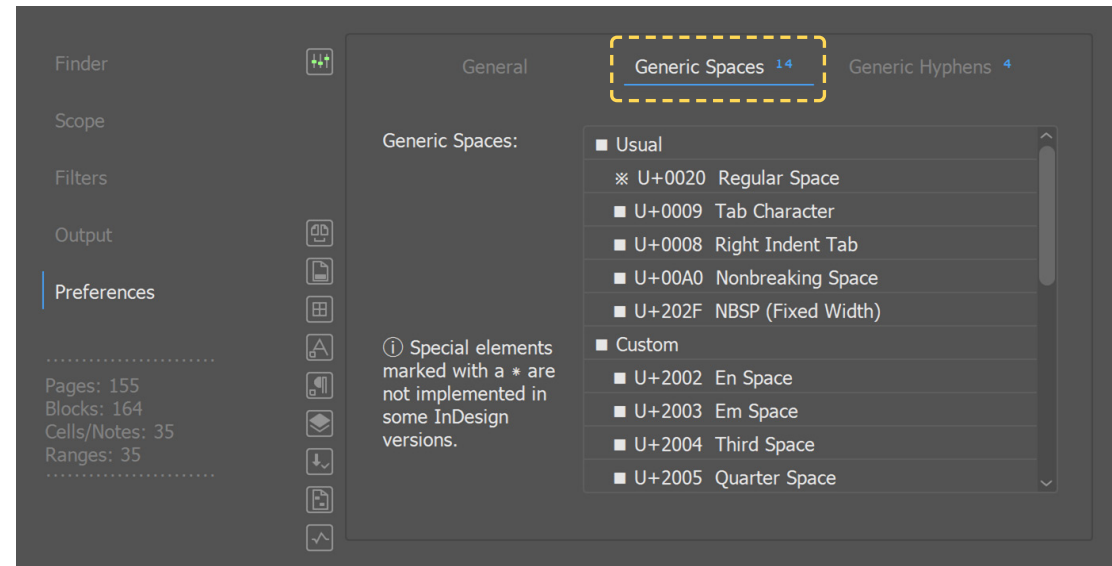 Finder
Scope
Filters
Output
Preferences
Pages: 155
Blocks: 164
Cells/Notes: 35
Ranges: 35
General
Generic Spaces 14
Generic Hyphens 4
Generic Spaces:
ⓘ Special elements
marked with a * are
not implemented in
some InDesign
versions.
■ Usual
※ U+0020 Regular Space
■ U+0009 Tab Character
■ U+0008 Right Indent Tab
■ U+00A0 Nonbreaking Space
■ U+202F NBSP (Fixed Width)
■ Custom
■ U+2002 En Space
■ U+2003 Em Space
■ U+2004 Third Space
■ U+2005 Quarter Space